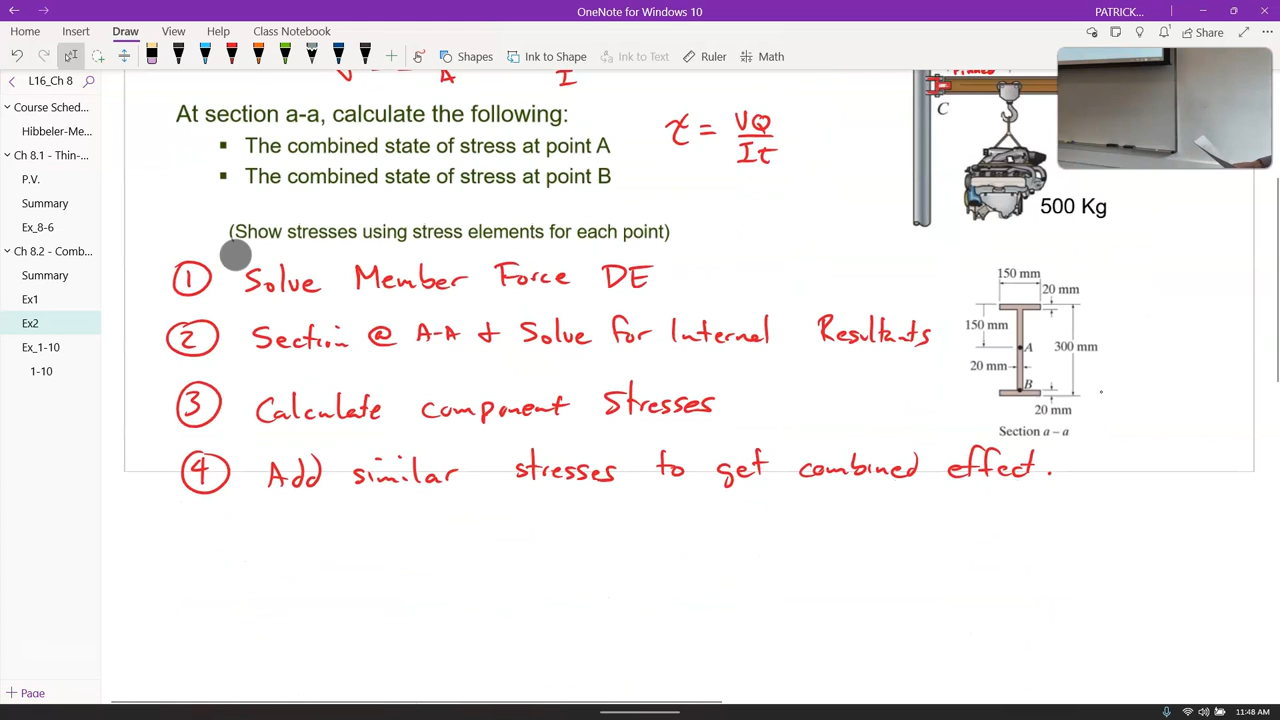 OneNote for Windows 10
PATRICK...
Home
Insert
Draw
View
Help
Class Notebook
Shapes
Ink to Shape
Ink to Text
Ruler
Math
Share
L16_Ch 8
Course Sched...
Hibbeler-Me...
Ch 8.1 - Thin-...
P.V.
Summary
Ex_8-6
Ch 8.2 - Comb...
Summary
Ex1
Ex2
Ex_1-10
1-10
Page
A
I
At section a-a, calculate the following:
▪ The combined state of stress at point A
▪ The combined state of stress at point B
(Show stresses using stress elements for each point)
τ = VQ
It
① Solve Member Force DE
② Section @ A-A + Solve for Internal Resultants
③ Calculate component Stresses
④ Add similar stresses to get combined effect.
C
500 Kg
150 mm
20 mm
150 mm
A
300 mm
20 mm
B
20 mm
Section a – a
11:48 AM